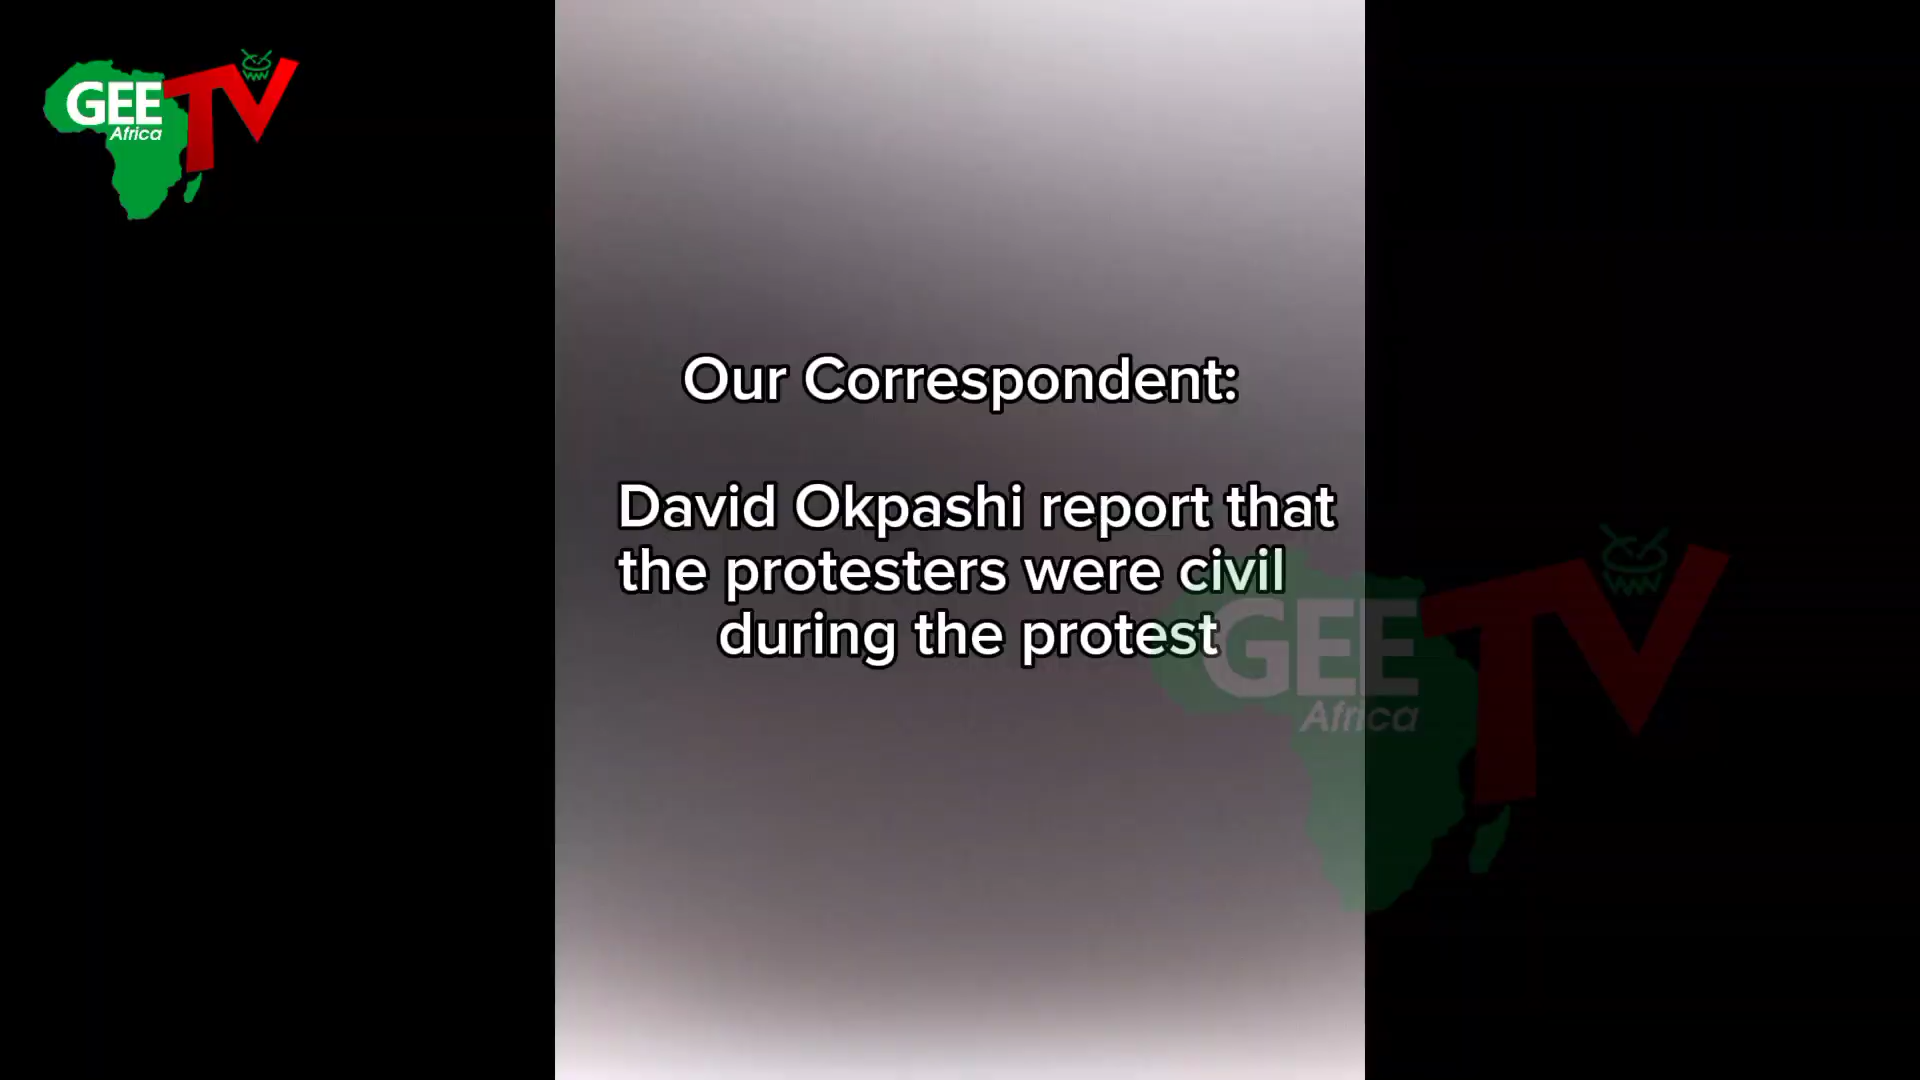 GEE TV
Africa
Our Correspondent:
David Okpashi report that
the protesters were civil
during the protest
GEE TV
Africa